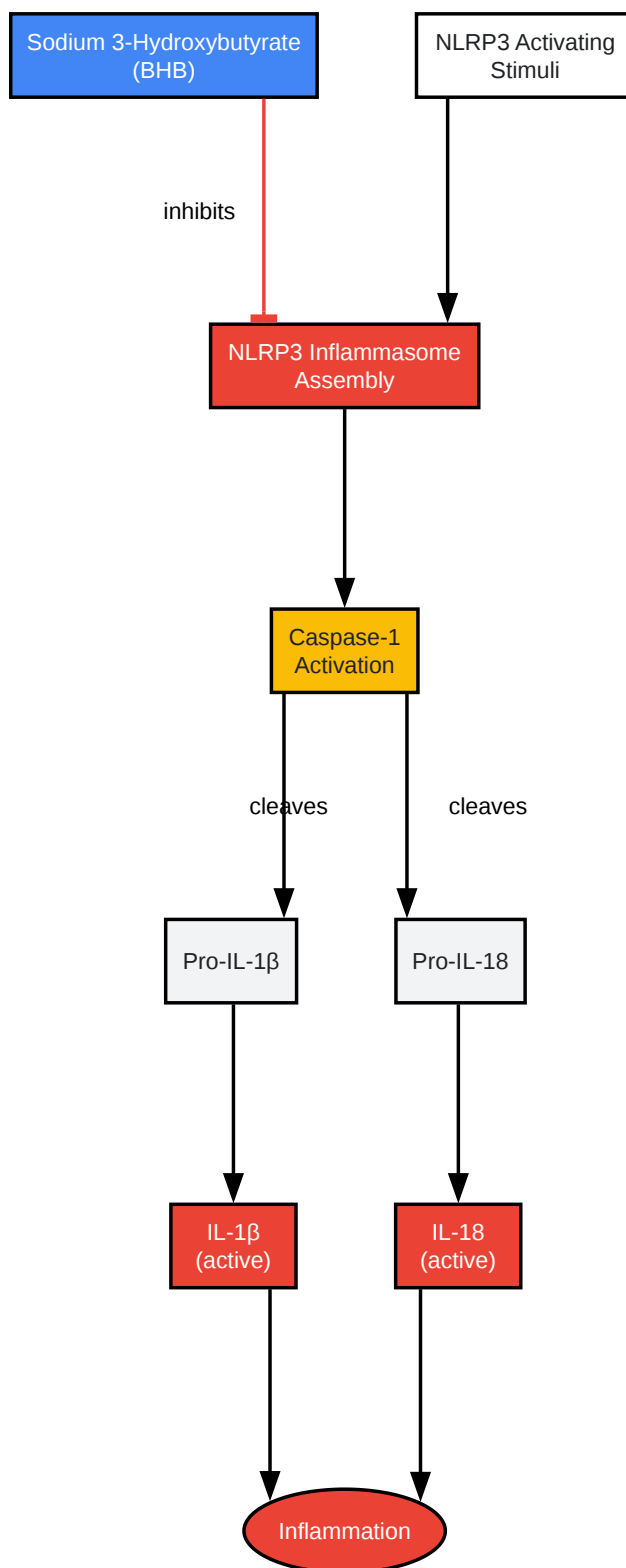 Sodium 3-Hydroxybutyrate
(BHB)
NLRP3 Activating
Stimuli
inhibits
NLRP3 Inflammasome
Assembly
Caspase-1
Activation
cleaves
cleaves
Pro-IL-1β
Pro-IL-18
IL-1β
(active)
IL-18
(active)
Inflammation